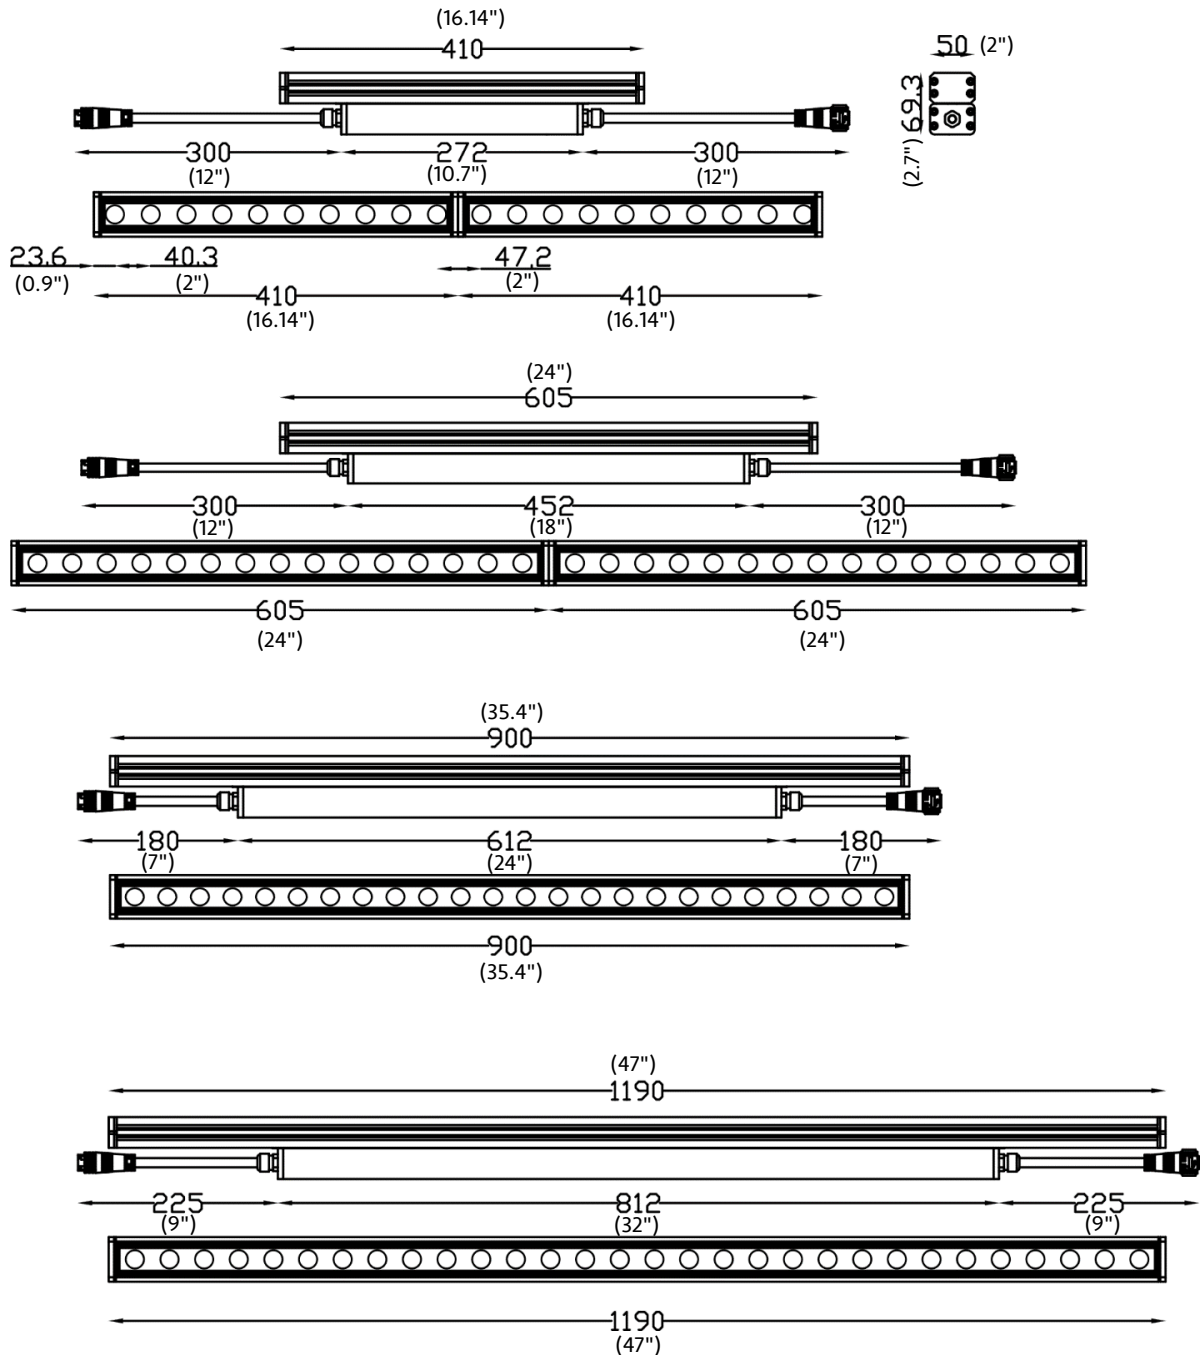 (16.14")
410
50 (2")
69.3
(2.7")
300 272 300
(12") (10.7") (12")
23.6 40.3 47.2
(0.9") (2") (2")
410 410
(16.14") (16.14")
(24")
605
300 452 300
(12") (18") (12")
605 605
(24") (24")
(35.4")
900
180 612 180
(7") (24") (7")
900
(35.4")
(47")
1190
225 812 225
(9") (32") (9")
1190
(47")